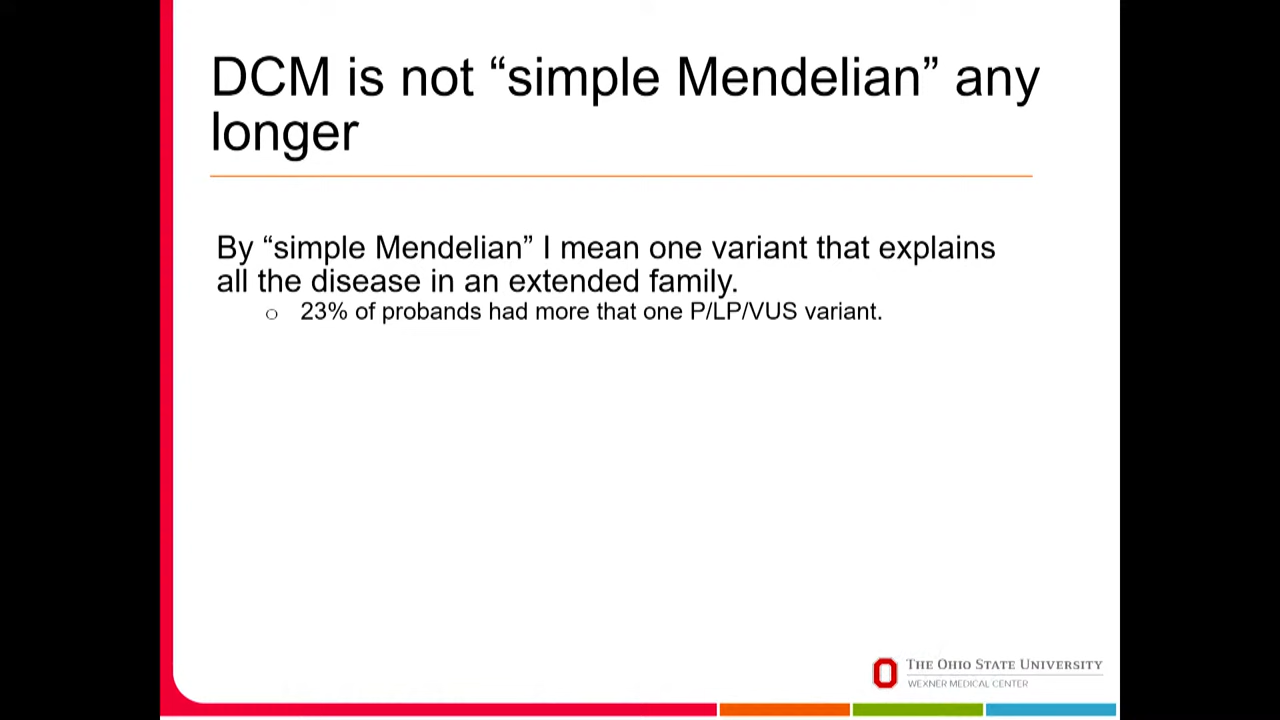 DCM is not “simple Mendelian” any
longer
By “simple Mendelian” I mean one variant that explains
all the disease in an extended family.
○ 23% of probands had more that one P/LP/VUS variant.
THE OHIO STATE UNIVERSITY
WEXNER MEDICAL CENTER